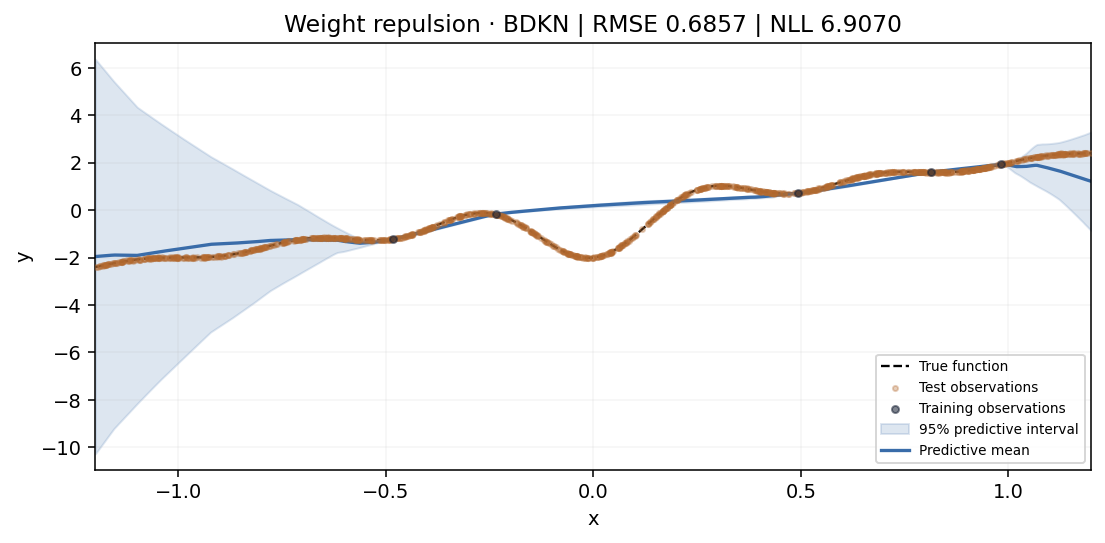 Weight repulsion · BDKN | RMSE 0.6857 | NLL 6.9070
6
4
2
0
−2
−4
−6
−8
−10
y
−1.0
−0.5
0.0
0.5
1.0
x
True function
Test observations
Training observations
95% predictive interval
Predictive mean